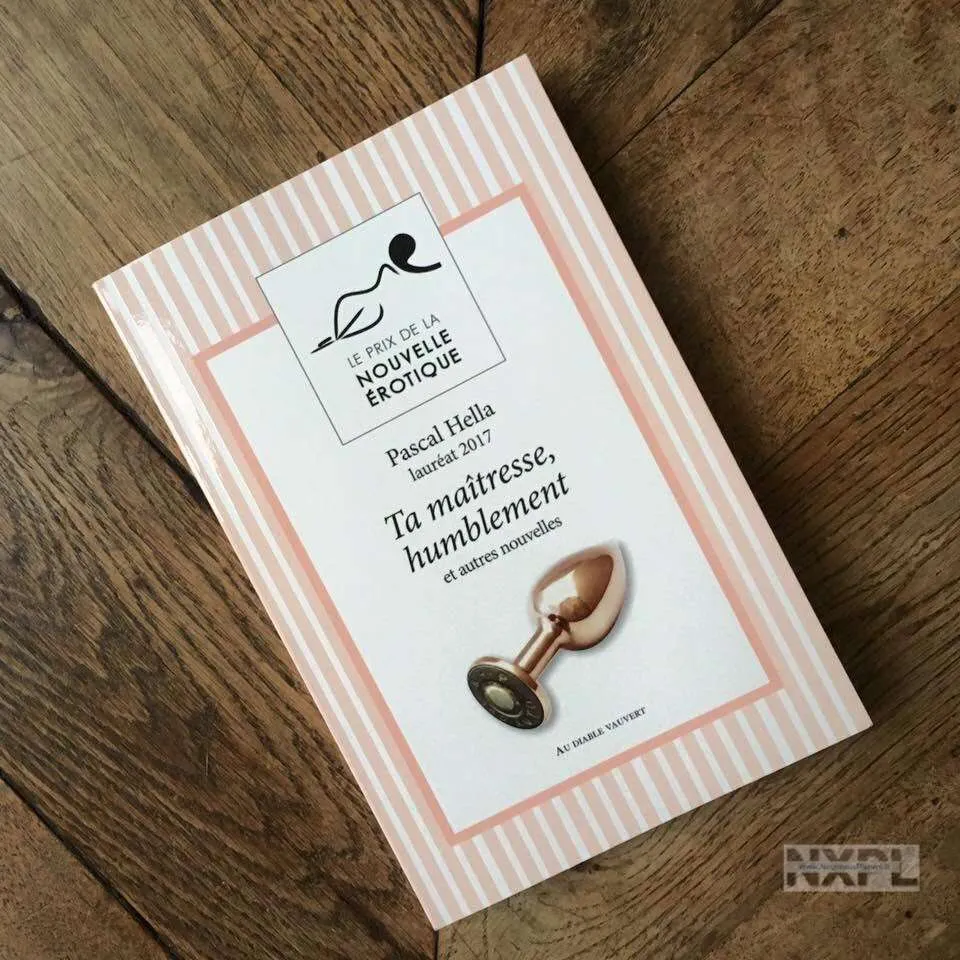 LE PRIX DE LA
NOUVELLE
ÉROTIQUE
Pascal Hella
lauréat 2017
Ta maîtresse,
humblement
et autres nouvelles
AU DIABLE VAUVERT
NXPL